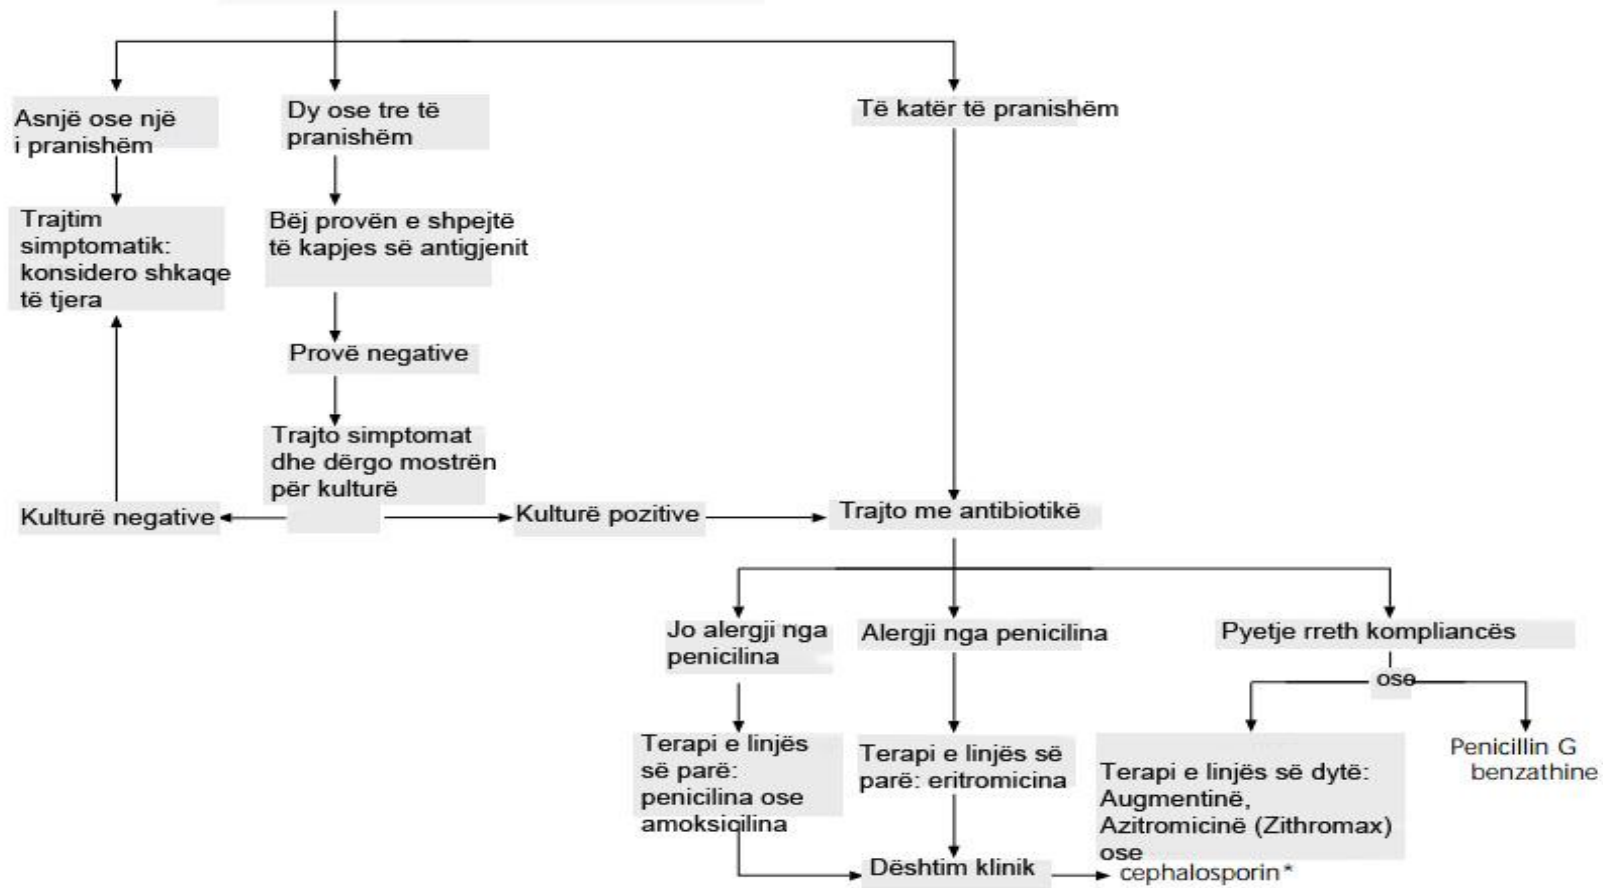 Asnjë ose një
i pranishëm
Dy ose tre të
pranishëm
Të katër të pranishëm
Trajtim
simptomatik:
konsidero shkaqe
të tjera
Bëj provën e shpejtë
të kapjes së antigjenit
Provë negative
Trajto simptomat
dhe dërgo mostrën
për kulturë
Kulturë negative
Kulturë pozitive
Trajto me antibiotikë
Jo alergji nga
penicilina
Alergji nga penicilina
Pyetje rreth kompliancës
ose
Terapi e linjës
së parë:
penicilina ose
amoksicilina
Terapi e linjës së
parë: eritromicina
Terapi e linjës së dytë:
Augmentinë,
Azitromicinë (Zithromax)
ose
cephalosporin*
Penicillin G
benzathine
Dështim klinik